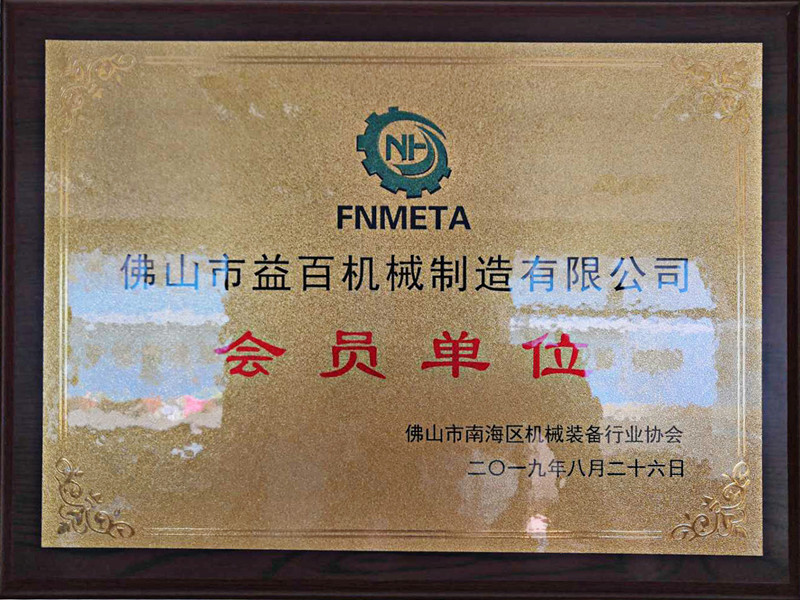 NH
FNMETA
佛山市益百机械制造有限公司
会员单位
佛山市南海区机械装备行业协会
二〇一九年八月二十六日